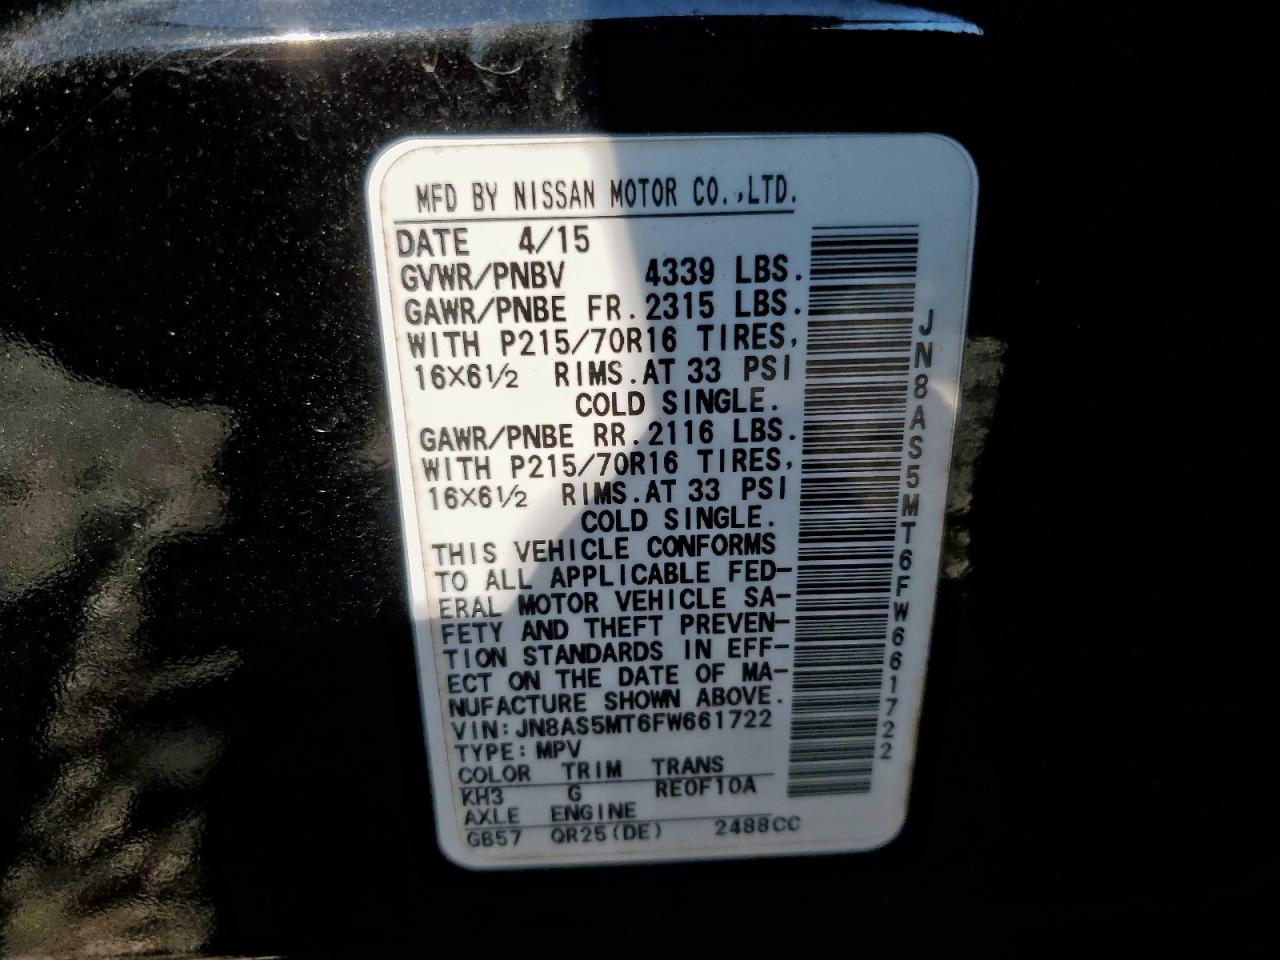 MFD BY NISSAN MOTOR CO.,LTD.
DATE 4/15
GVWR/PNBV 4339 LBS.
GAWR/PNBE FR. 2315 LBS.
WITH P215/70R16 TIRES,
16×6½ RIMS. AT 33 PSI
COLD SINGLE.
GAWR/PNBE RR. 2116 LBS.
WITH P215/70R16 TIRES,
16×6½ RIMS. AT 33 PSI
COLD SINGLE.
THIS VEHICLE CONFORMS
TO ALL APPLICABLE FED-
ERAL MOTOR VEHICLE SA-
FETY AND THEFT PREVEN-
TION STANDARDS IN EFF-
ECT ON THE DATE OF MA-
NUFACTURE SHOWN ABOVE.
VIN: JN8AS5MT6FW661722
TYPE: MPV
COLOR TRIM TRANS
KH3 G RE0F10A
AXLE ENGINE
GB57 QR25(DE) 2488CC
JN8AS5MT6FW661722